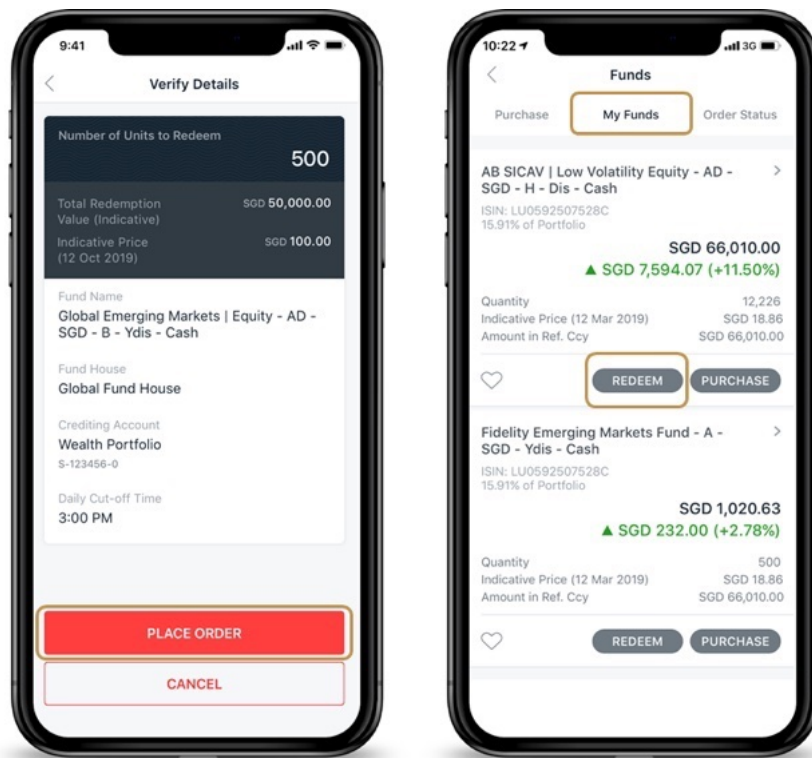 9:41
Verify Details
Number of Units to Redeem
500
Total Redemption
Value (Indicative)
SGD 50,000.00
Indicative Price
(12 Oct 2019)
SGD 100.00
Fund Name
Global Emerging Markets | Equity - AD -
SGD - B - Ydis - Cash
Fund House
Global Fund House
Crediting Account
Wealth Portfolio
S-123456-0
Daily Cut-off Time
3:00 PM
PLACE ORDER
CANCEL
10:22
3G
Funds
Purchase
My Funds
Order Status
AB SICAV | Low Volatility Equity - AD -
SGD - H - Dis - Cash
ISIN: LU0592507528C
15.91% of Portfolio
SGD 66,010.00
▲ SGD 7,594.07 (+11.50%)
Quantity 12,226
Indicative Price (12 Mar 2019) SGD 18.86
Amount in Ref. Ccy SGD 66,010.00
REDEEM PURCHASE
Fidelity Emerging Markets Fund - A -
SGD - Ydis - Cash
ISIN: LU0592507528C
15.91% of Portfolio
SGD 1,020.63
▲ SGD 232.00 (+2.78%)
Quantity 500
Indicative Price (12 Mar 2019) SGD 18.86
Amount in Ref. Ccy SGD 66,010.00
REDEEM PURCHASE